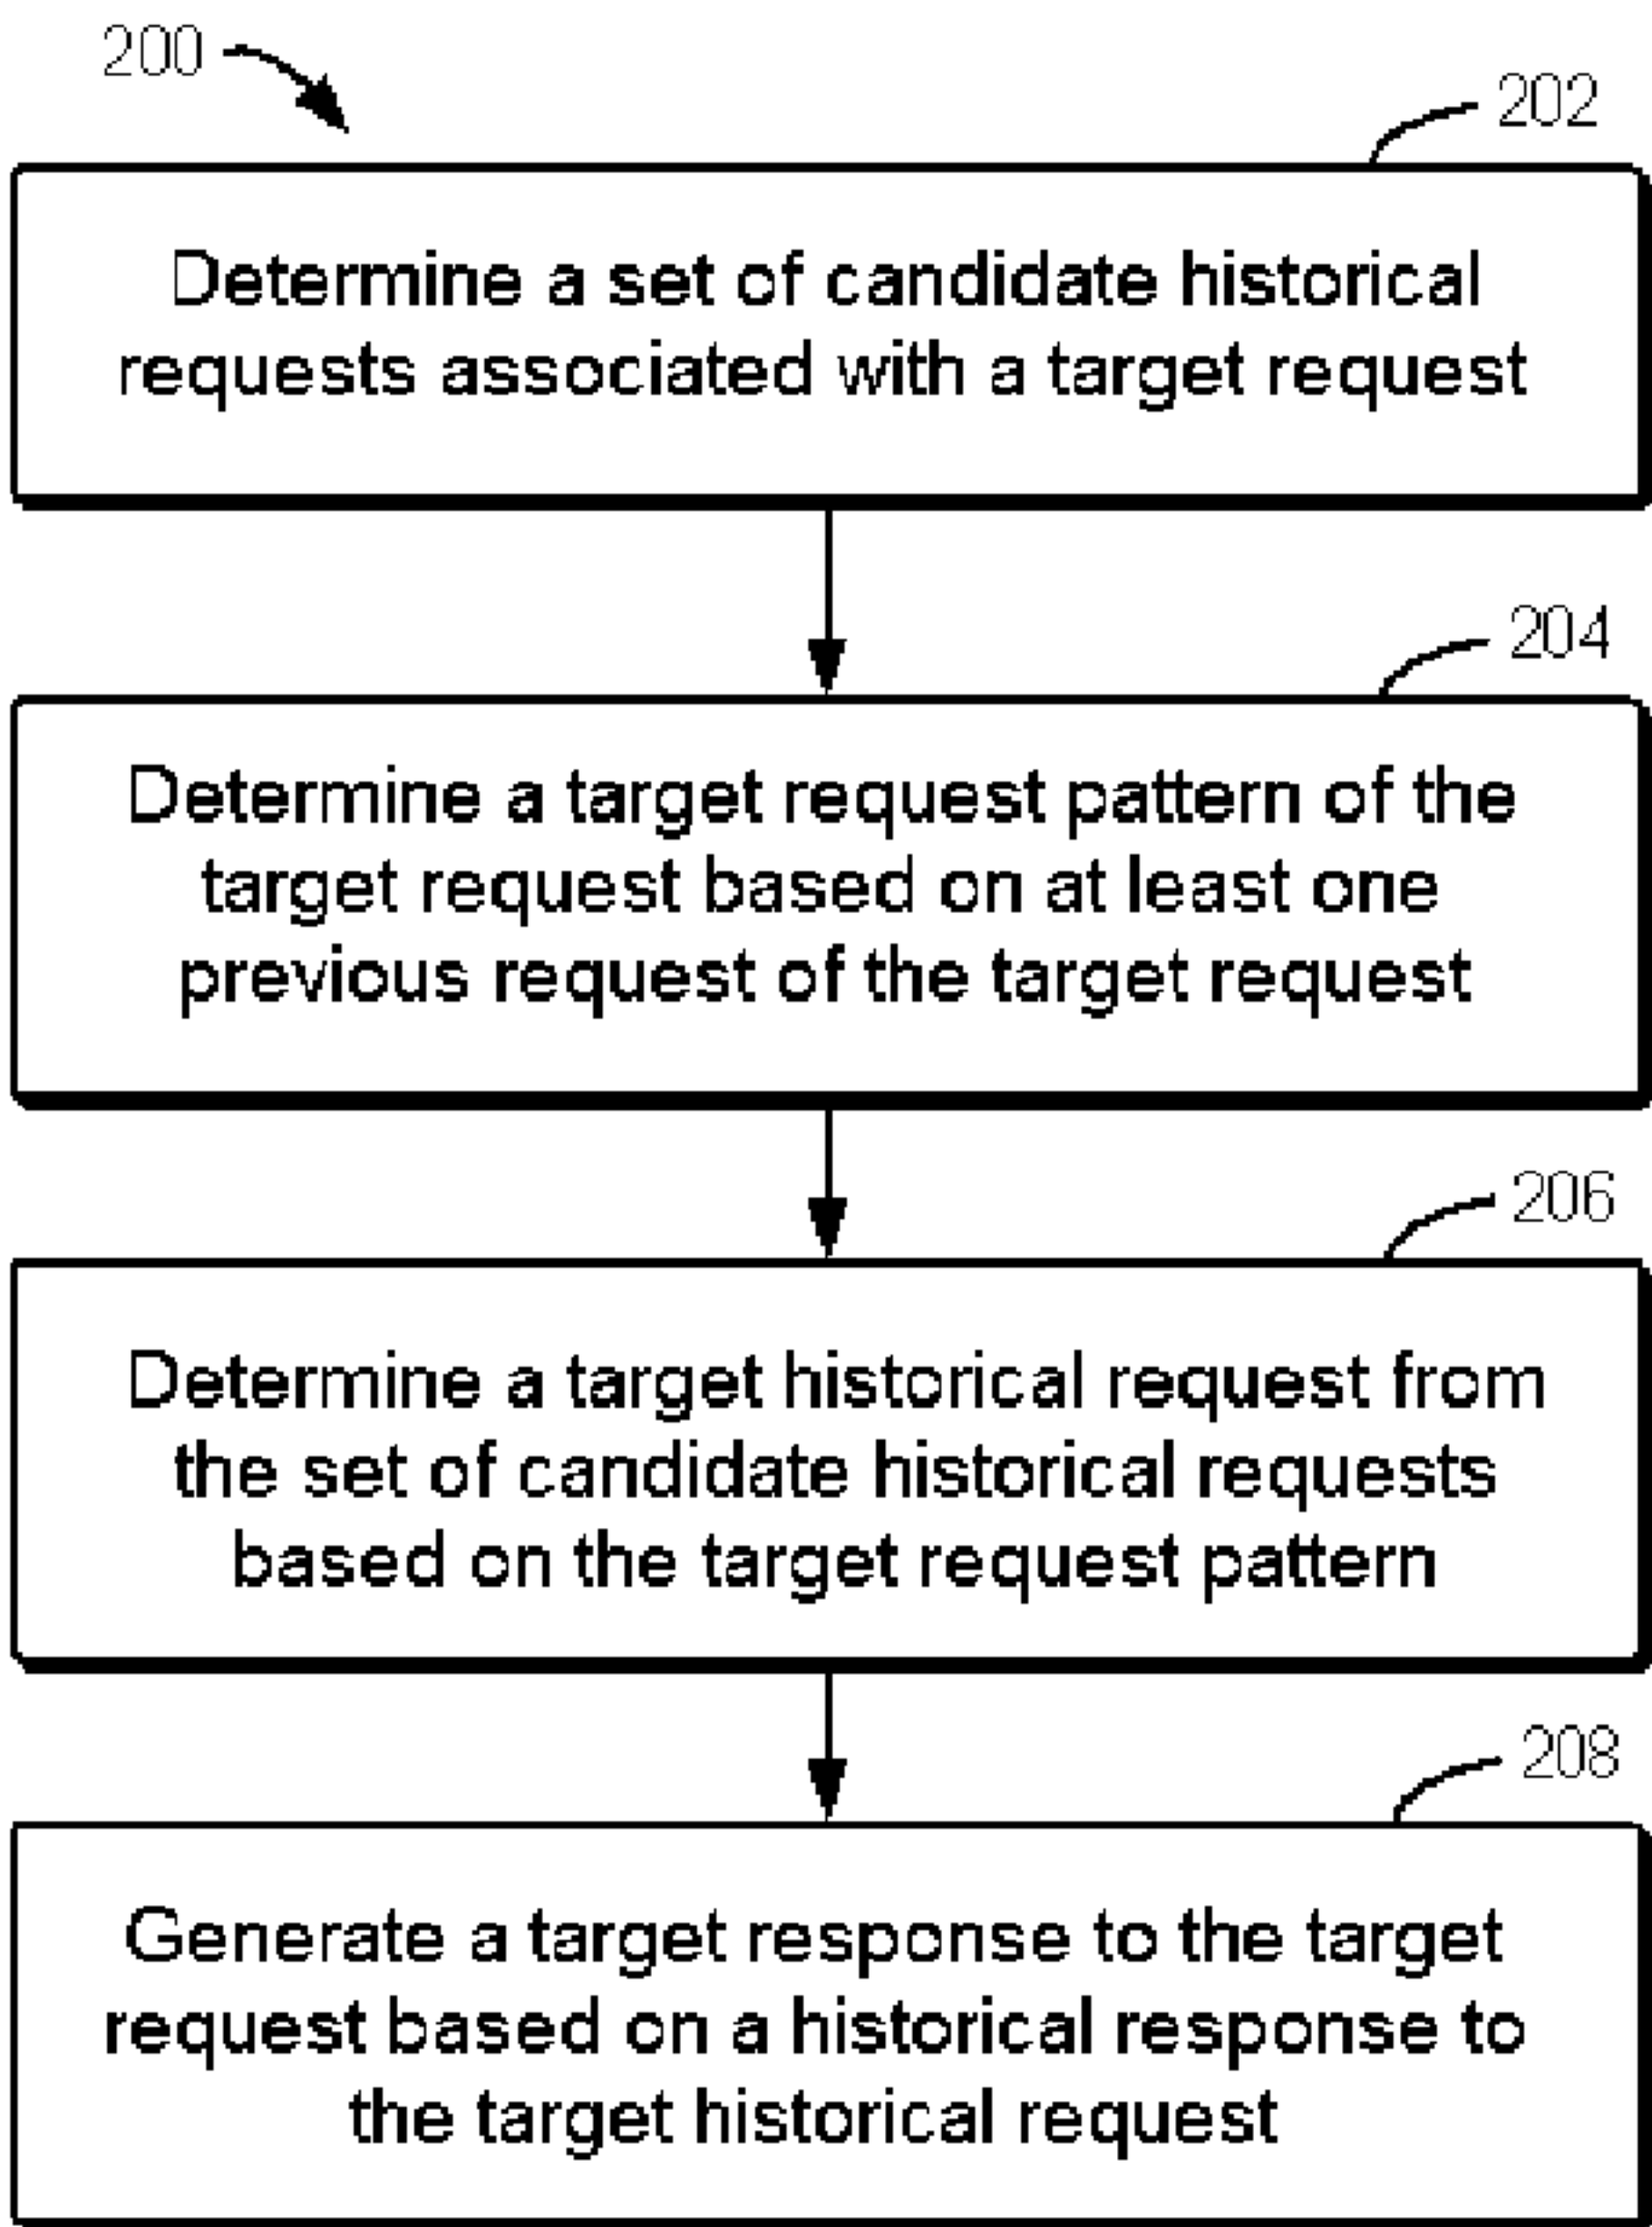 200
202
Determine a set of candidate historical
requests associated with a target request
204
Determine a target request pattern of the
target request based on at least one
previous request of the target request
206
Determine a target historical request from
the set of candidate historical requests
based on the target request pattern
208
Generate a target response to the target
request based on a historical response to
the target historical request